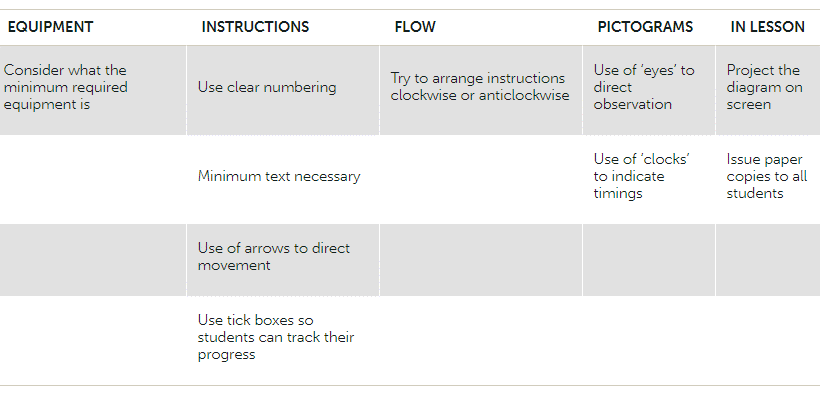 EQUIPMENT INSTRUCTIONS FLOW PICTOGRAMS IN LESSON
Consider what the
minimum required
equipment is
Use clear numbering
Try to arrange instructions
clockwise or anticlockwise
Use of ‘eyes’ to
direct
observation
Project the
diagram on
screen
Minimum text necessary
Use of ‘clocks’
to indicate
timings
Issue paper
copies to all
students
Use of arrows to direct
movement
Use tick boxes so
students can track their
progress